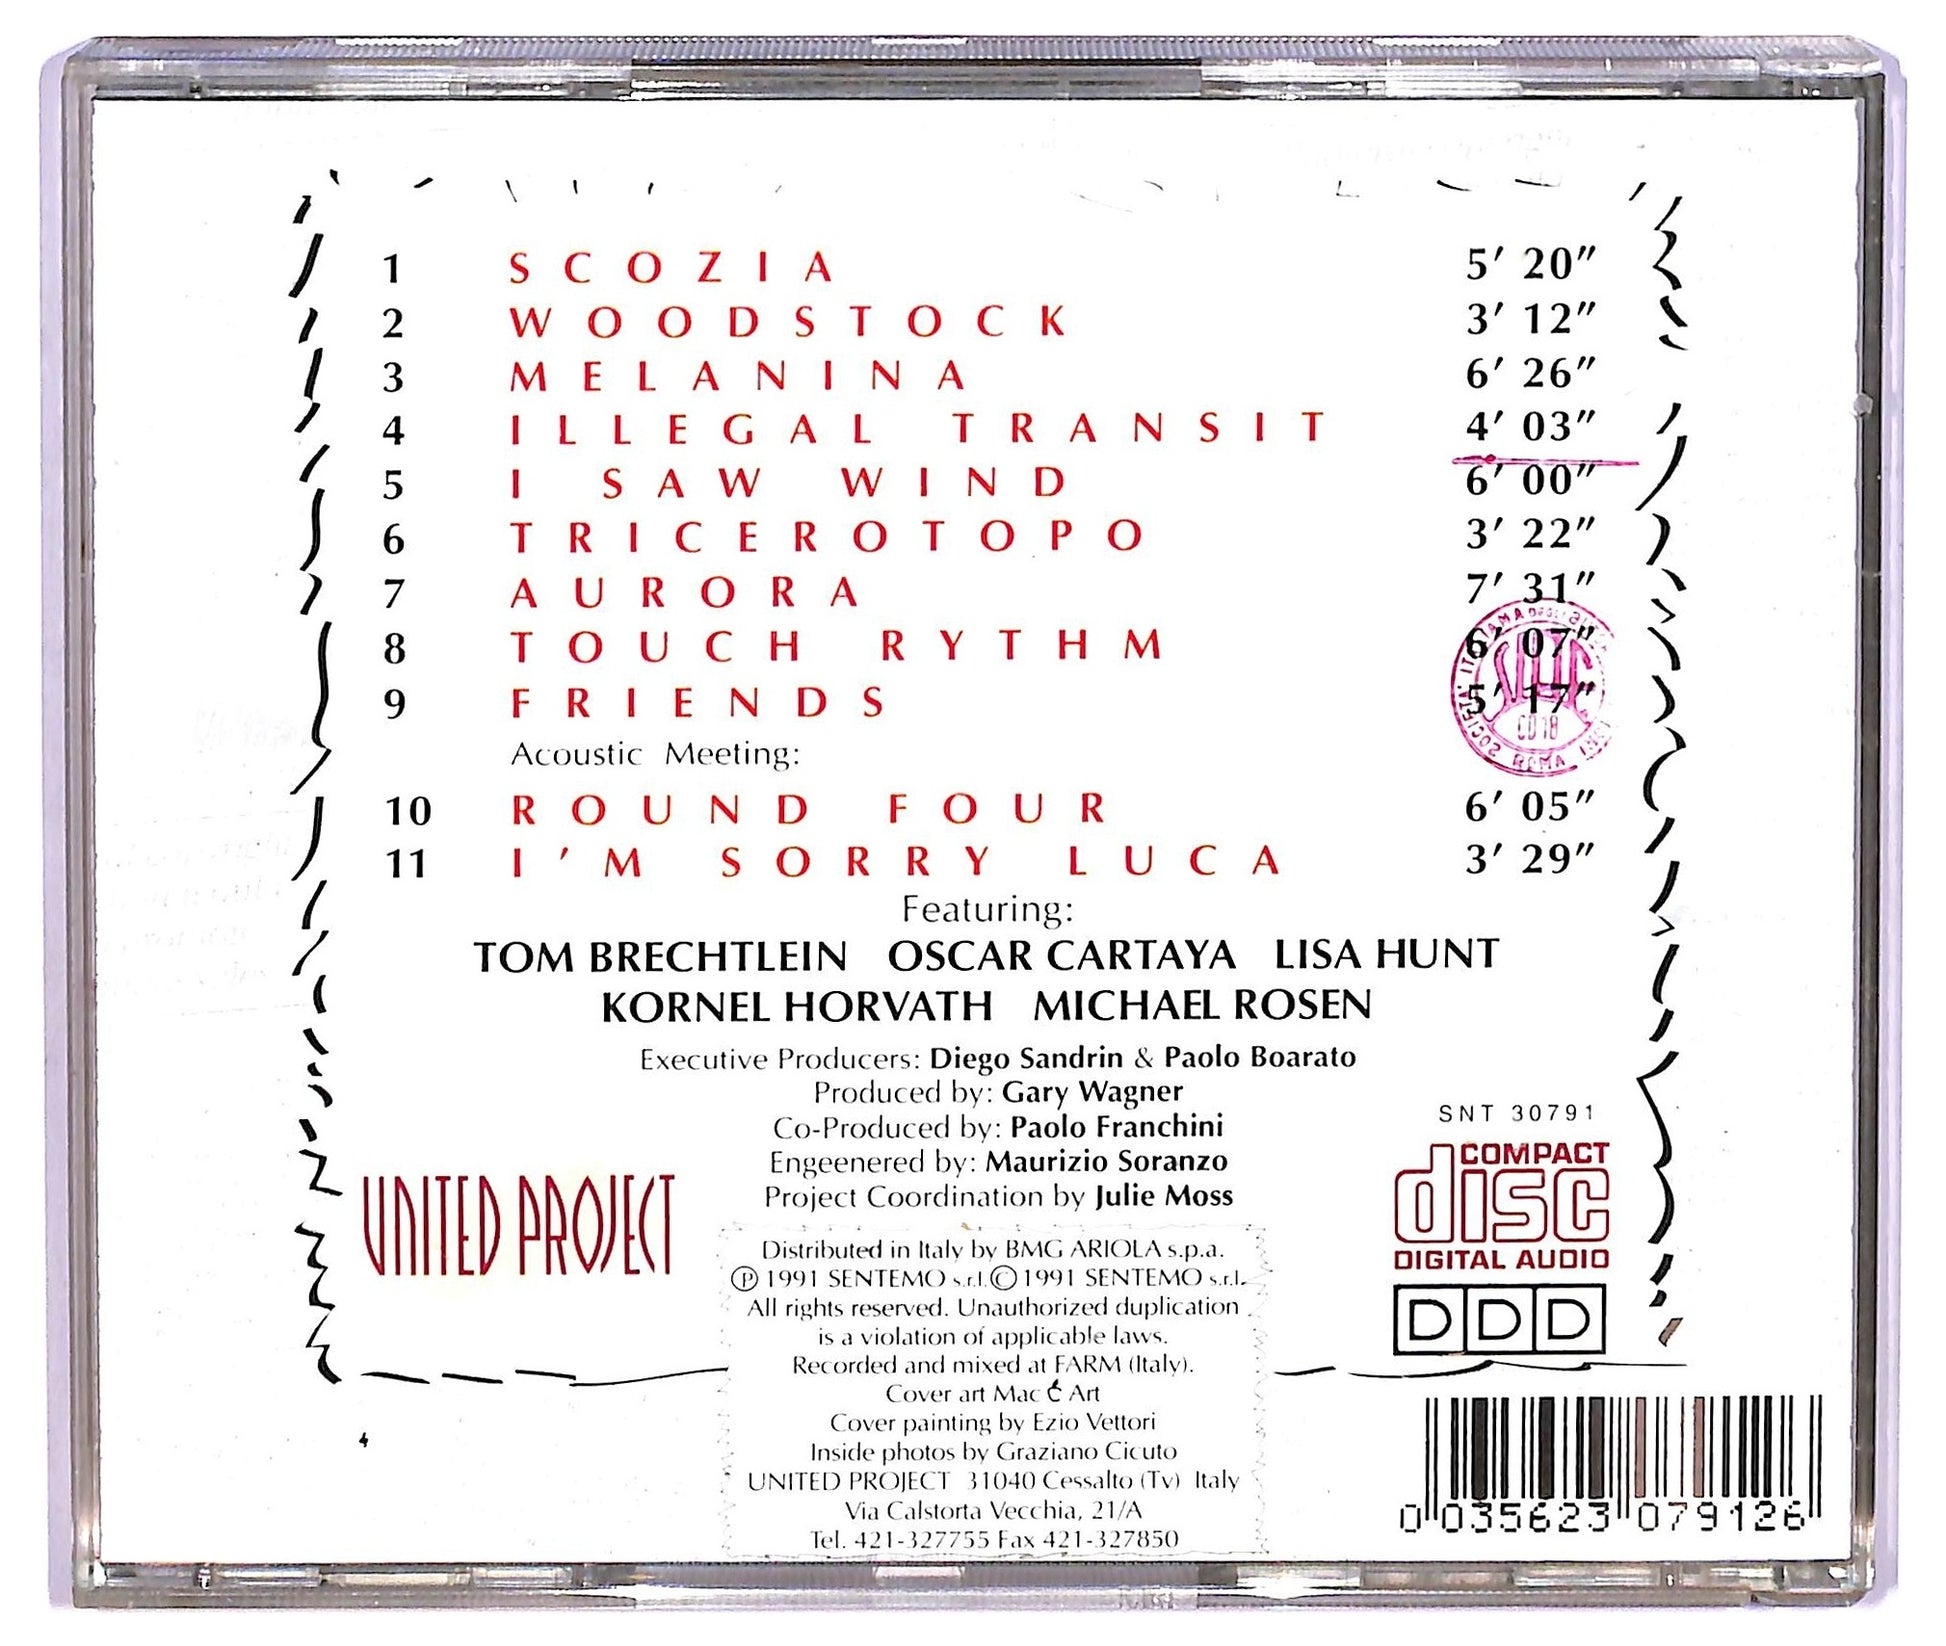 1 SCOZIA 5′ 20″
2 WOODSTOCK 3′ 12″
3 MELANINA 6′ 26″
4 ILLEGAL TRANSIT 4′ 03″
5 I SAW WIND 6′ 00″
6 TRICEROTOPO 3′ 22″
7 AURORA 7′ 31″
8 TOUCH RYTHM 6′ 07″
9 FRIENDS 5′ 17″
Acoustic Meeting:
10 ROUND FOUR 6′ 05″
11 I'M SORRY LUCA 3′ 29″
SOCIETA' ITALIANA DEGLI
CD18
ROMA
Featuring:
TOM BRECHTLEIN OSCAR CARTAYA LISA HUNT
KORNEL HORVATH MICHAEL ROSEN
Executive Producers: Diego Sandrin & Paolo Boarato
Produced by: Gary Wagner
Co-Produced by: Paolo Franchini
Engeenered by: Maurizio Soranzo
Project Coordination by Julie Moss
UNITED PROJECT
SNT 30791
COMPACT
disc
DIGITAL AUDIO
DDD
Distributed in Italy by BMG ARIOLA s.p.a.
Ⓟ 1991 SENTEMO s.r.l. © 1991 SENTEMO s.r.l.
All rights reserved. Unauthorized duplication
is a violation of applicable laws.
Recorded and mixed at FARM (Italy).
Cover art Mac é Art
Cover painting by Ezio Vettori
Inside photos by Graziano Cicuto
UNITED PROJECT 31040 Cessalto (Tv) Italy
Via Calstorta Vecchia, 21/A
Tel. 421-327755 Fax 421-327850
0 035623 079126